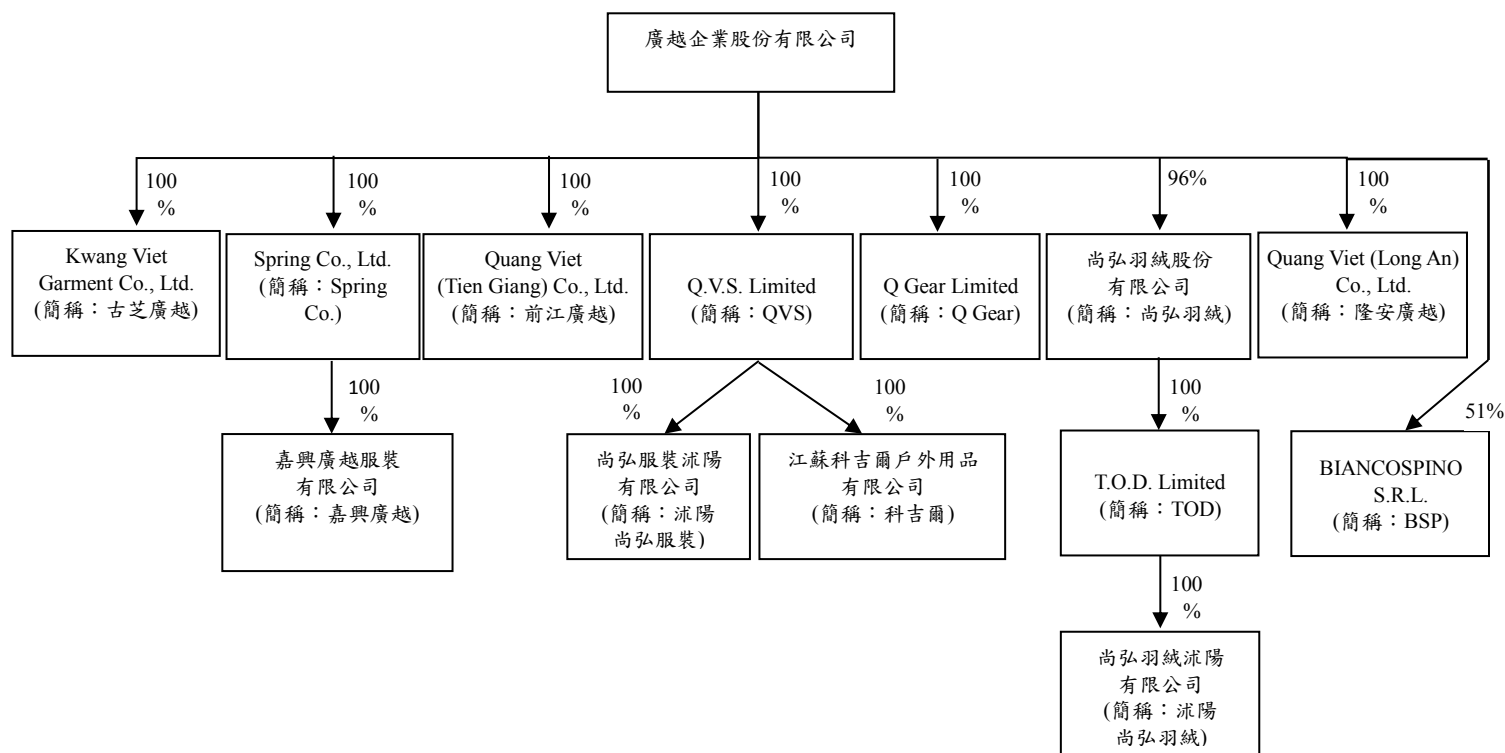 廣越企業股份有限公司
100
%
100
%
100
%
100
%
100
%
96%
100
%
Kwang Viet
Garment Co., Ltd.
(簡稱：古芝廣越)
Spring Co., Ltd.
(簡稱：Spring
Co.)
Quang Viet
(Tien Giang) Co., Ltd.
(簡稱：前江廣越)
Q.V.S. Limited
(簡稱：QVS)
Q Gear Limited
(簡稱：Q Gear)
尚弘羽絨股份
有限公司
(簡稱：尚弘羽絨)
Quang Viet (Long An)
Co., Ltd.
(簡稱：隆安廣越)
100
%
100
%
100
%
100
%
51%
嘉興廣越服裝
有限公司
(簡稱：嘉興廣越)
尚弘服裝沭陽
有限公司
(簡稱：沭陽
尚弘服裝)
江蘇科吉爾戶外用品
有限公司
(簡稱：科吉爾)
T.O.D. Limited
(簡稱：TOD)
BIANCOSPINO
S.R.L.
(簡稱：BSP)
100
%
尚弘羽絨沭陽
有限公司
(簡稱：沭陽
尚弘羽絨)